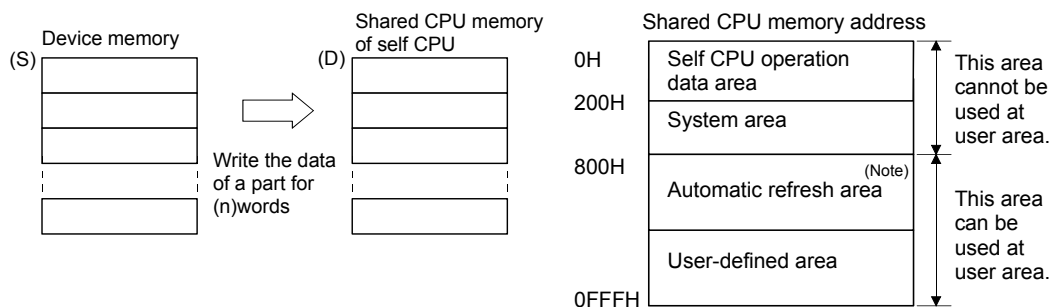 Device memory
(S)
Write the data
of a part for
(n)words
Shared CPU memory
of self CPU
(D)
Shared CPU memory address
0H
Self CPU operation
data area
200H
System area
800H
(Note)
Automatic refresh area
User-defined area
0FFFH
This area
cannot be
used at
user area.
This area
can be
used at
user area.